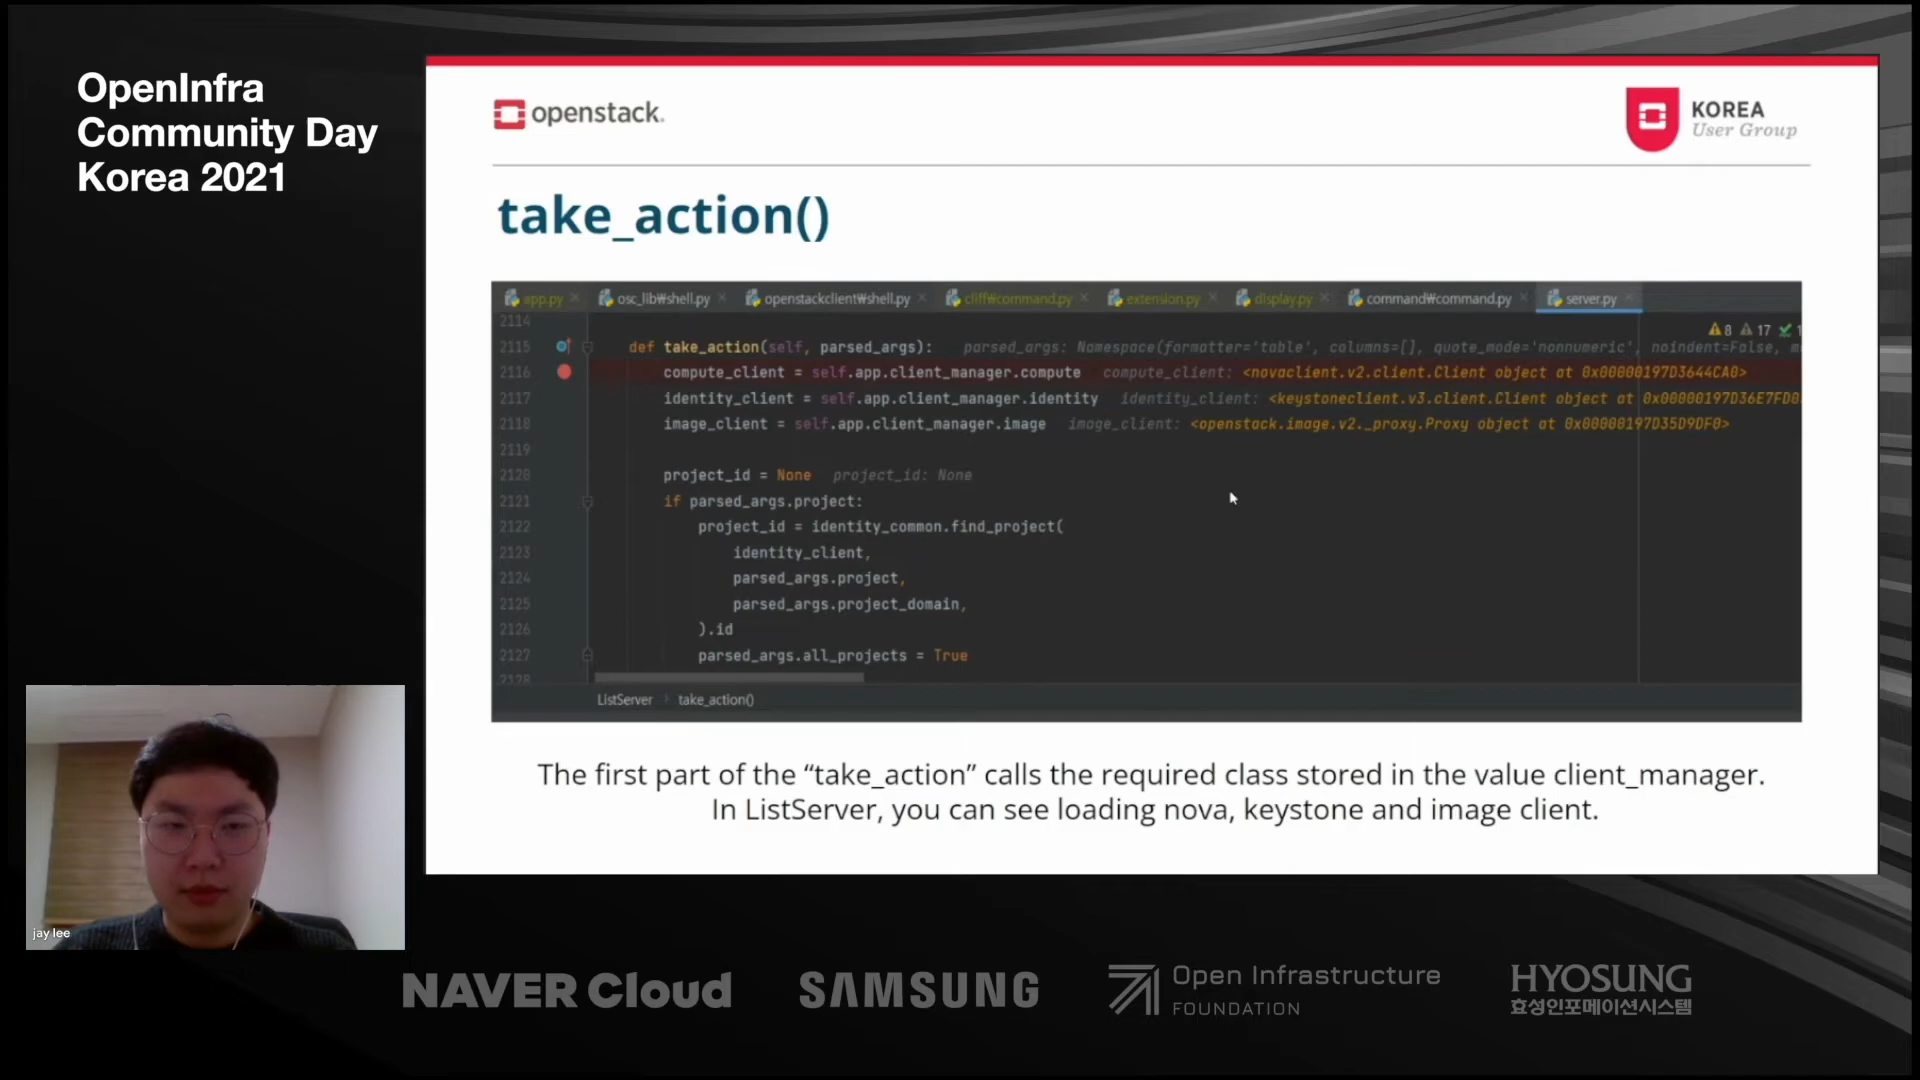 OpenInfra
Community Day
Korea 2021
openstack.
KOREA
User Group
take_action()
app.py
osc_lib₩shell.py
openstackclient₩shell.py
cliff₩command.py
extension.py
display.py
command₩command.py
server.py
8 17 1
2114
2115 def take_action(self, parsed_args): parsed_args: Namespace(formatter='table', columns=[], quote_mode='nonnumeric', noindent=False, m
2116 compute_client = self.app.client_manager.compute compute_client: <novaclient.v2.client.Client object at 0x00000197D3644CA0>
2117 identity_client = self.app.client_manager.identity identity_client: <keystoneclient.v3.client.Client object at 0x00000197D36E7FD0
2118 image_client = self.app.client_manager.image image_client: <openstack.image.v2._proxy.Proxy object at 0x00000197D35D9DF0>
2119
2120 project_id = None project_id: None
2121 if parsed_args.project:
2122 project_id = identity_common.find_project(
2123 identity_client,
2124 parsed_args.project,
2125 parsed_args.project_domain,
2126 ).id
2127 parsed_args.all_projects = True
2128
ListServer take_action()
The first part of the “take_action” calls the required class stored in the value client_manager.
In ListServer, you can see loading nova, keystone and image client.
jay lee
NAVER Cloud
SAMSUNG
Open Infrastructure
FOUNDATION
HYOSUNG
효성인포메이션시스템